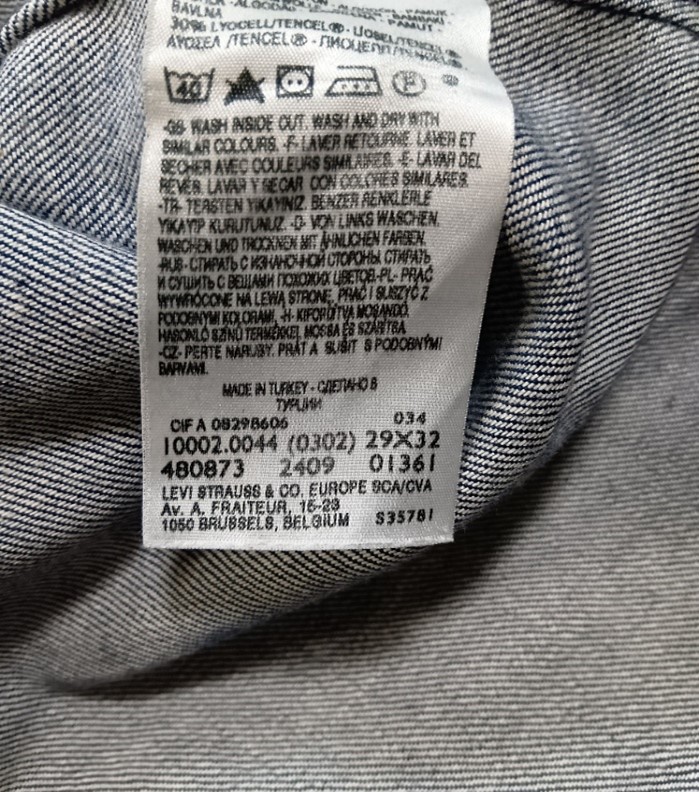 BAVLNA PAMUT.
30% LYOCELL/TENCEL®
/TENCEL®
40
P
-GB- WASH INSIDE OUT. WASH AND DRY WITH
SIMILAR COLOURS. -F- LAVER RETOURNE. LAVER ET
SECHER AVEC COULEURS SIMILAIRES. -E- LAVAR DEL
REVES. LAVAR Y SECAR CON COLORES SIMILARES.
-TR- TERSTEN YIKAYINIZ. BENZER RENKLERLE
YIKAYIP KURUTUNUZ. -D- VON LINKS WASCHEN.
WASCHEN UND TROCKNEN MIT ÄHNLICHEN FARBEN.
-RUS- СТИРАТЬ С ИЗНАНОЧНОЙ СТОРОНЫ. СТИРАТЬ
И СУШИТЬ С ВЕЩАМИ ПОХОЖИХ ЦВЕТОВ.-PL- PRAĆ
WYWRÓCONE NA LEWĄ STRONĘ, PRAĆ I SUSZYĆ Z
PODOBNYMI KOLORAMI. -H- KIFORDÍTVA MOSANDÓ.
HASONLÓ SZÍNŰ TERMÉKKEL MOSSA ÉS SZÁRÍTSA.
-CZ- PERTE NARUBY. PRÁT A SUŠIT S PODOBNÝMI
BARVAMI.
MADE IN TURKEY - СДЕЛАНО В
ТУРЦИИ
CIF A 08298606 034
10002.0044 (0302) 29X32
480873 2409 01361
LEVI STRAUSS & CO. EUROPE SCA/CVA
AV. A. FRAITEUR, 15-23
1050 BRUSSELS, BELGIUM S35781